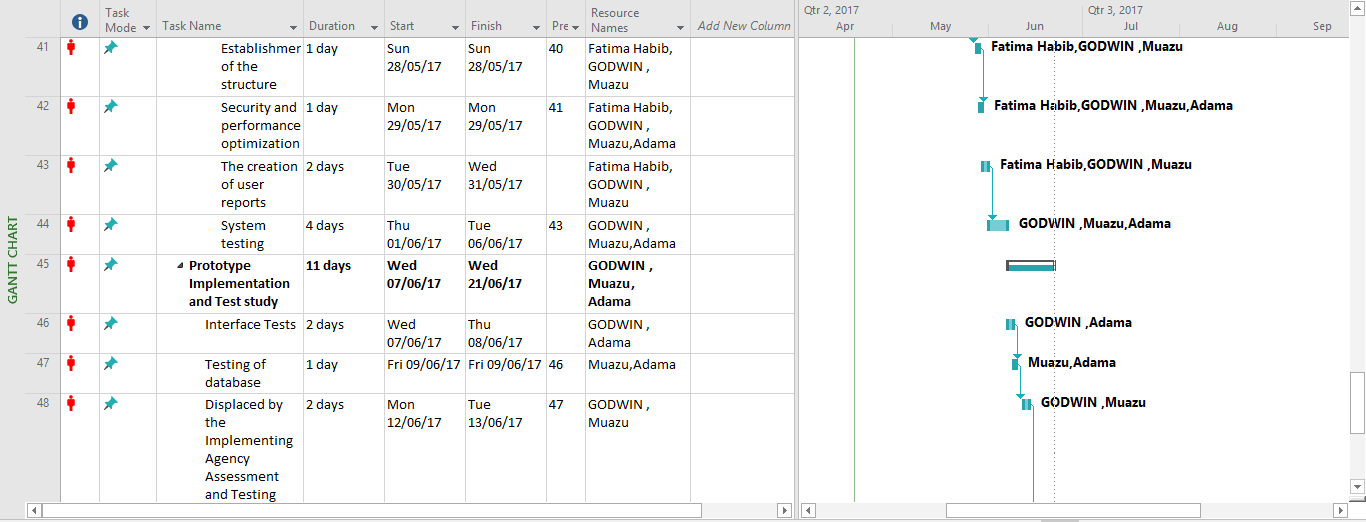 Task Mode
Task Name
Duration
Start
Finish
Pre
Resource Names
Add New Column
Qtr 2, 2017
Qtr 3, 2017
Apr
May
Jun
Jul
Aug
Sep
GANTT CHART
41
Establishmer
of the
structure
1 day
Sun
28/05/17
Sun
28/05/17
40
Fatima Habib,
GODWIN ,
Muazu
Fatima Habib,GODWIN ,Muazu
42
Security and
performance
optimization
1 day
Mon
29/05/17
Mon
29/05/17
41
Fatima Habib,
GODWIN ,
Muazu,Adama
Fatima Habib,GODWIN ,Muazu,Adama
43
The creation
of user
reports
2 days
Tue
30/05/17
Wed
31/05/17
Fatima Habib,
GODWIN ,
Muazu
Fatima Habib,GODWIN ,Muazu
44
System
testing
4 days
Thu
01/06/17
Tue
06/06/17
43
GODWIN ,
Muazu,Adama
GODWIN ,Muazu,Adama
45
Prototype
Implementation
and Test study
11 days
Wed
07/06/17
Wed
21/06/17
GODWIN ,
Muazu,
Adama
46
Interface Tests
2 days
Wed
07/06/17
Thu
08/06/17
GODWIN ,
Adama
GODWIN ,Adama
47
Testing of
database
1 day
Fri 09/06/17
Fri 09/06/17
46
Muazu,Adama
Muazu,Adama
48
Displaced by
the
Implementing
Agency
Assessment
and Testing
2 days
Mon
12/06/17
Tue
13/06/17
47
GODWIN ,
Muazu
GODWIN ,Muazu